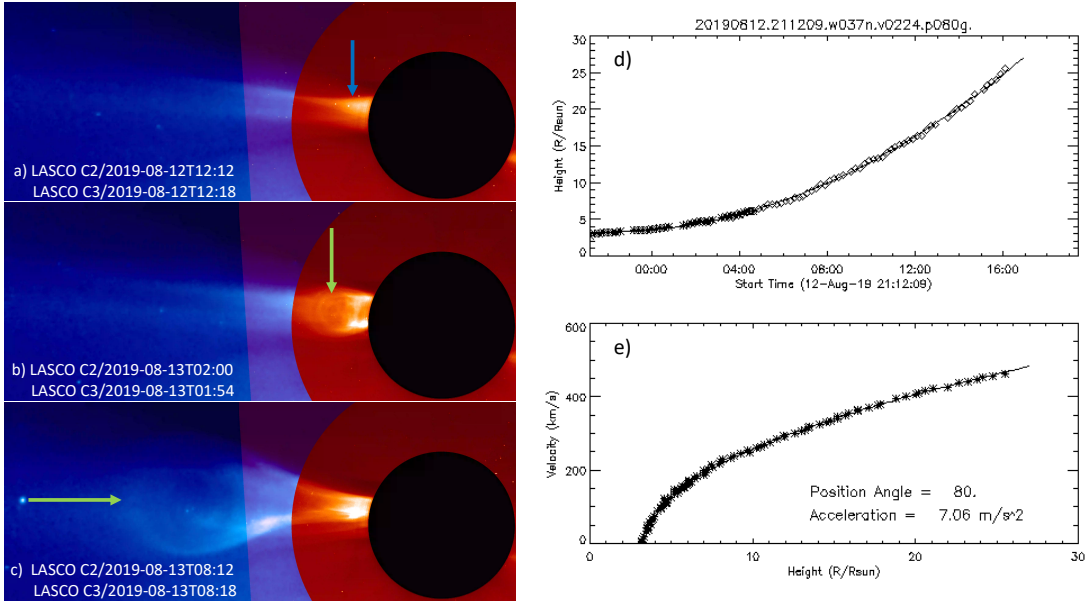 a) LASCO C2/2019-08-12T12:12
LASCO C3/2019-08-12T12:18
b) LASCO C2/2019-08-13T02:00
LASCO C3/2019-08-13T01:54
c) LASCO C2/2019-08-13T08:12
LASCO C3/2019-08-13T08:18
20190812.211209.w037n.v0224.p080g.
d)
Height (R/Rsun)
30
25
20
15
10
5
0
00:00 04:00 08:00 12:00 16:00
Start Time (12-Aug-19 21:12:09)
e)
Velocity (km/s)
600
400
200
0
Position Angle = 80.
Acceleration = 7.06 m/s^2
0 10 20 30
Height (R/Rsun)